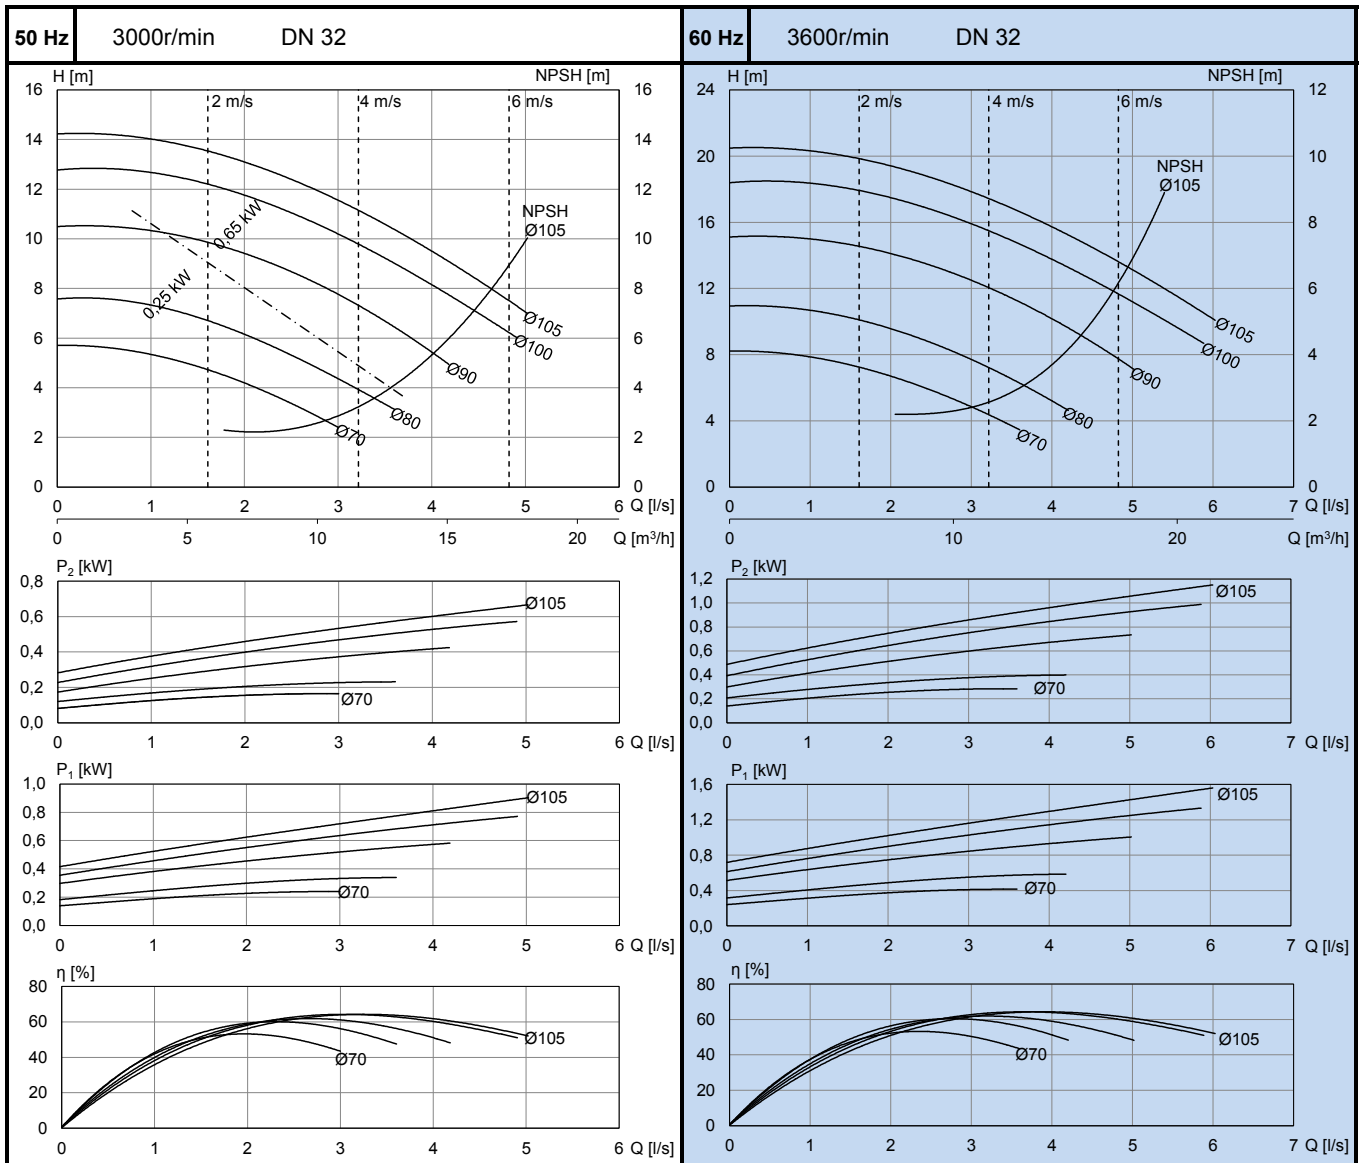 50 Hz 3000r/min DN 32
H [m] NPSH [m]
16 2 m/s 4 m/s 6 m/s 16
14 14
12 12
10 10
8 8
6 6
4 4
2 2
0 0
0,65 kW
0,25 kW
NPSH
Ø105
Ø105
Ø100
Ø90
Ø80
Ø70
0 1 2 3 4 5 6 Q [l/s]
0 5 10 15 20 Q [m³/h]
P₂ [kW]
0,8
0,6 Ø105
0,4
0,2 Ø70
0,0
0 1 2 3 4 5 6 Q [l/s]
P₁ [kW]
1,0 Ø105
0,8
0,6
0,4
0,2 Ø70
0,0
0 1 2 3 4 5 6 Q [l/s]
η [%]
80
60 Ø105
40 Ø70
20
0
0 1 2 3 4 5 6 Q [l/s]
60 Hz 3600r/min DN 32
H [m] NPSH [m]
24 2 m/s 4 m/s 6 m/s 12
20 10
16 8
12 6
8 4
4 2
0 0
NPSH
Ø105
Ø105
Ø100
Ø90
Ø80
Ø70
0 1 2 3 4 5 6 7 Q [l/s]
0 10 20 Q [m³/h]
P₂ [kW]
1,2 Ø105
1,0
0,8
0,6
0,4 Ø70
0,2
0,0
0 1 2 3 4 5 6 7 Q [l/s]
P₁ [kW]
1,6 Ø105
1,2
0,8
0,4 Ø70
0,0
0 1 2 3 4 5 6 7 Q [l/s]
η [%]
80
60 Ø105
40 Ø70
20
0
0 1 2 3 4 5 6 7 Q [l/s]